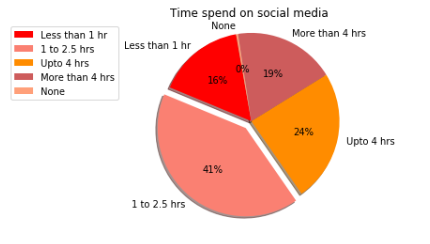 Time spend on social media
Less than 1 hr
1 to 2.5 hrs
Upto 4 hrs
More than 4 hrs
None
None
More than 4 hrs
Less than 1 hr
0%
19%
16%
24%
Upto 4 hrs
41%
1 to 2.5 hrs